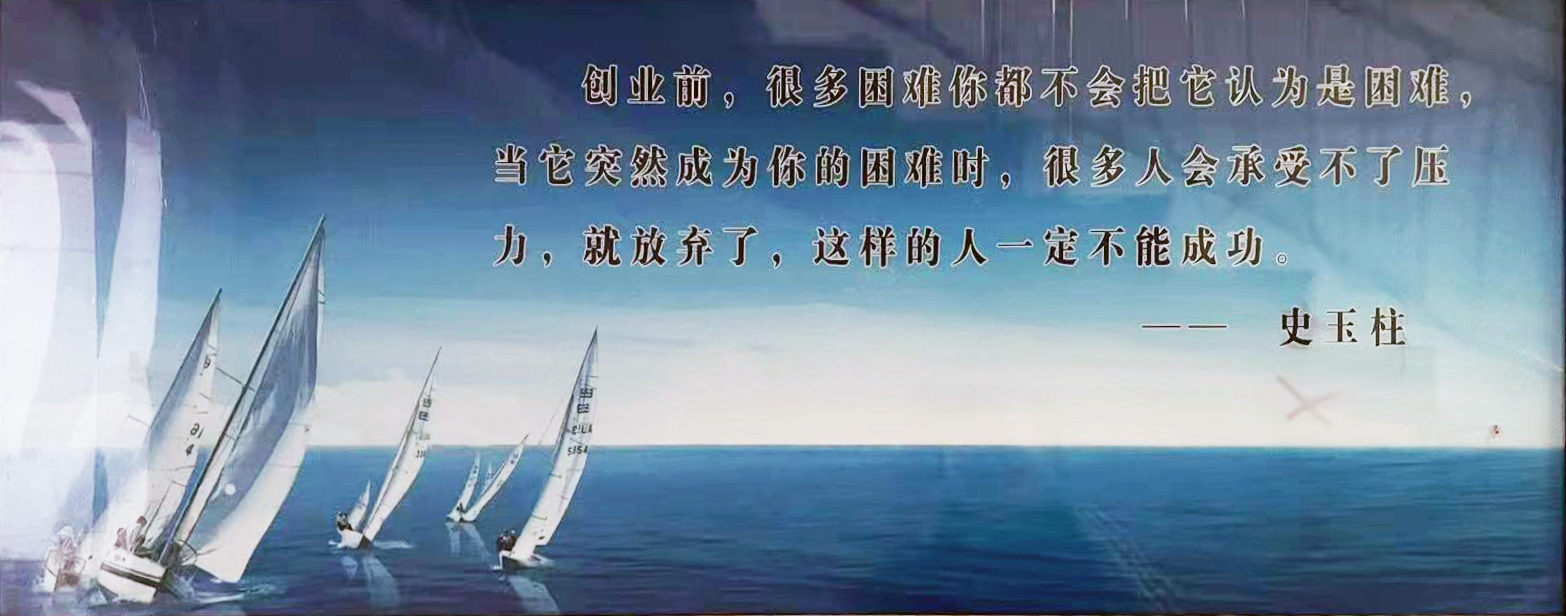 创业前，很多困难你都不会把它认为是困难，
当它突然成为你的困难时，很多人会承受不了压
力，就放弃了，这样的人一定不能成功。
—— 史玉柱